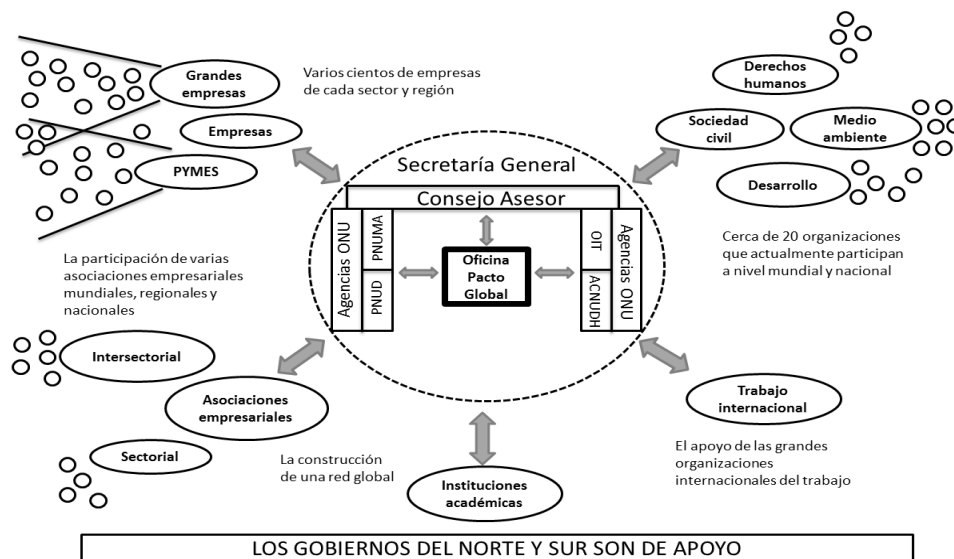 Grandes
empresas
Varios cientos de empresas
de cada sector y región
Empresas
PYMES
Derechos
humanos
Sociedad
civil
Medio
ambiente
Desarrollo
Secretaría General
Consejo Asesor
Agencias ONU
PNUMA
PNUD
Oficina
Pacto
Global
OIT
ACNUDH
Agencias ONU
Cerca de 20 organizaciones
que actualmente participan
a nivel mundial y nacional
La participación de varias
asociaciones empresariales
mundiales, regionales y
nacionales
Intersectorial
Asociaciones
empresariales
Sectorial
La construcción
de una red global
Instituciones
académicas
Trabajo
internacional
El apoyo de las grandes
organizaciones
internacionales del trabajo
LOS GOBIERNOS DEL NORTE Y SUR SON DE APOYO